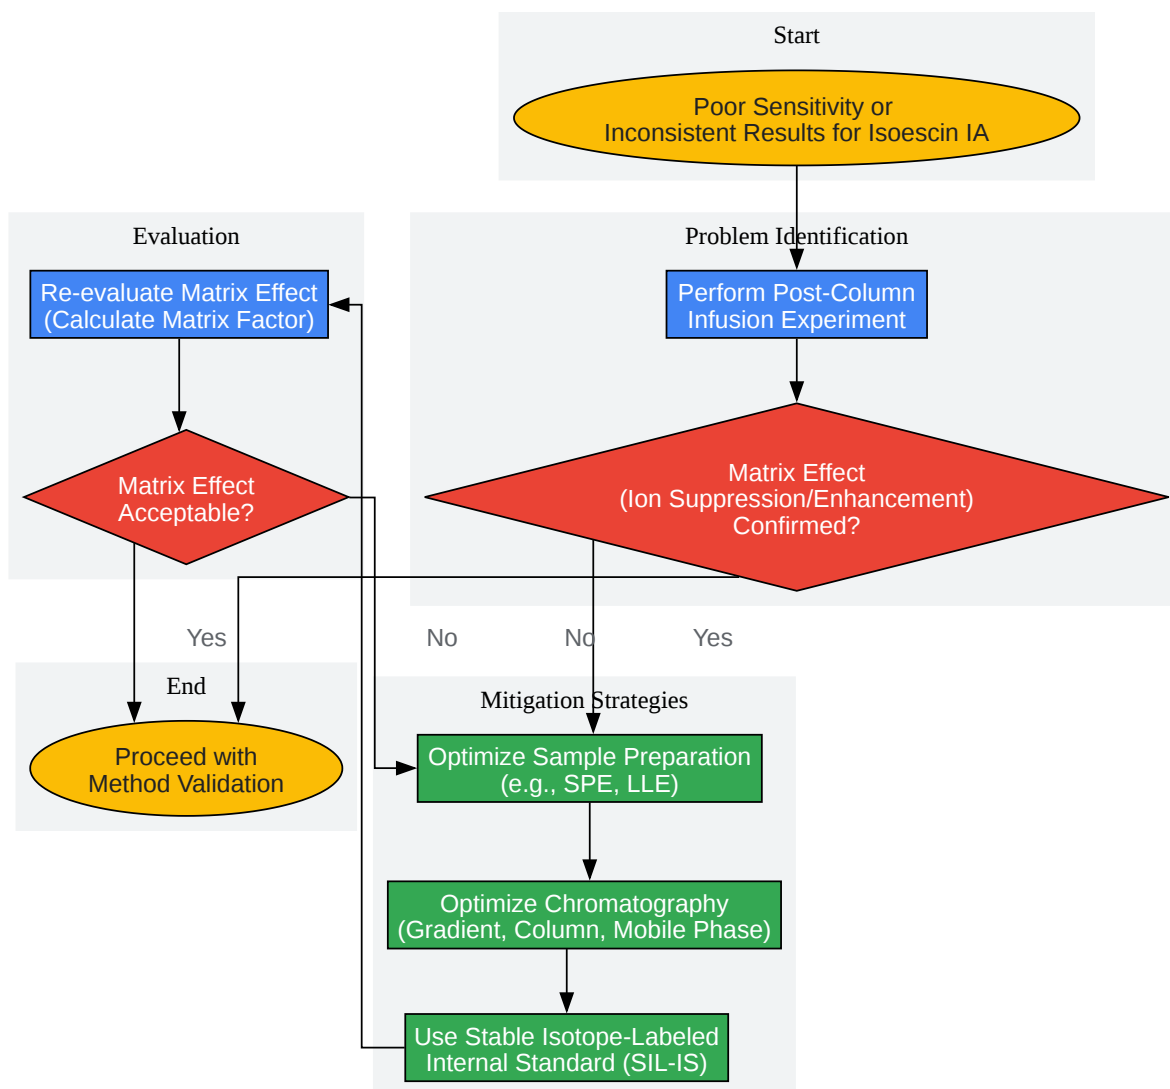 Start
Poor Sensitivity or
Inconsistent Results for Isoescin IA
Evaluation
Problem Identification
Re-evaluate Matrix Effect
(Calculate Matrix Factor)
Perform Post-Column
Infusion Experiment
Matrix Effect
Acceptable?
Matrix Effect
(Ion Suppression/Enhancement)
Confirmed?
Yes
No
No
Yes
End
Mitigation Strategies
Proceed with
Method Validation
Optimize Sample Preparation
(e.g., SPE, LLE)
Optimize Chromatography
(Gradient, Column, Mobile Phase)
Use Stable Isotope-Labeled
Internal Standard (SIL-IS)